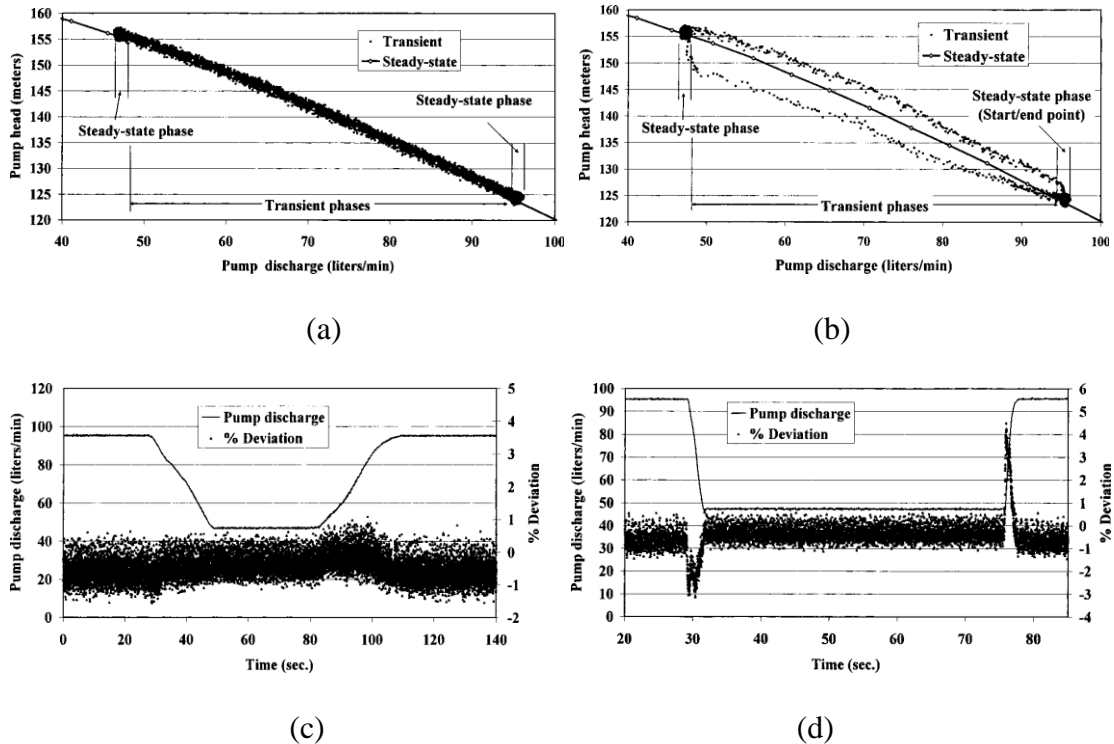 160
155
150
145
140
135
130
125
120
Pump head (meters)
Transient
Steady-state
Steady-state phase
Steady-state phase
Transient phases
40 50 60 70 80 90 100
Pump discharge (liters/min)
(a)
160
155
150
145
140
135
130
125
120
Pump head (meters)
Transient
Steady-state
Steady-state phase
(Start/end point)
Steady-state phase
Transient phases
40 50 60 70 80 90 100
Pump discharge (liters/min)
(b)
120
100
80
60
40
20
0
Pump discharge (liters/min)
Pump discharge
% Deviation
5
4
3
2
1
0
-1
-2
% Deviation
0 20 40 60 80 100 120 140
Time (sec.)
(c)
100
90
80
70
60
50
40
30
20
10
0
Pump discharge (liters/min)
Pump discharge
% Deviation
6
5
4
3
2
1
0
-1
-2
-3
-4
% Deviation
20 30 40 50 60 70 80
Time (sec.)
(d)